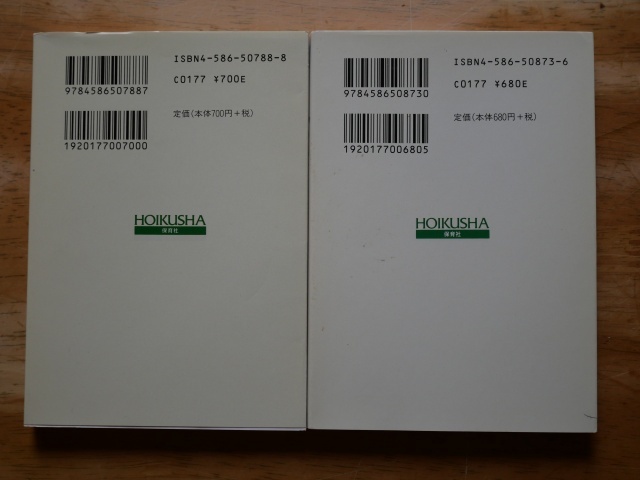 ISBN4-586-50788-8
9784586507887
C0177 ¥700E
定価(本体700円+税)
1920177007000
HOIKUSHA
保育社
ISBN4-586-50873-6
9784586508730
C0177 ¥680E
定価(本体680円+税)
1920177006805
HOIKUSHA
保育社